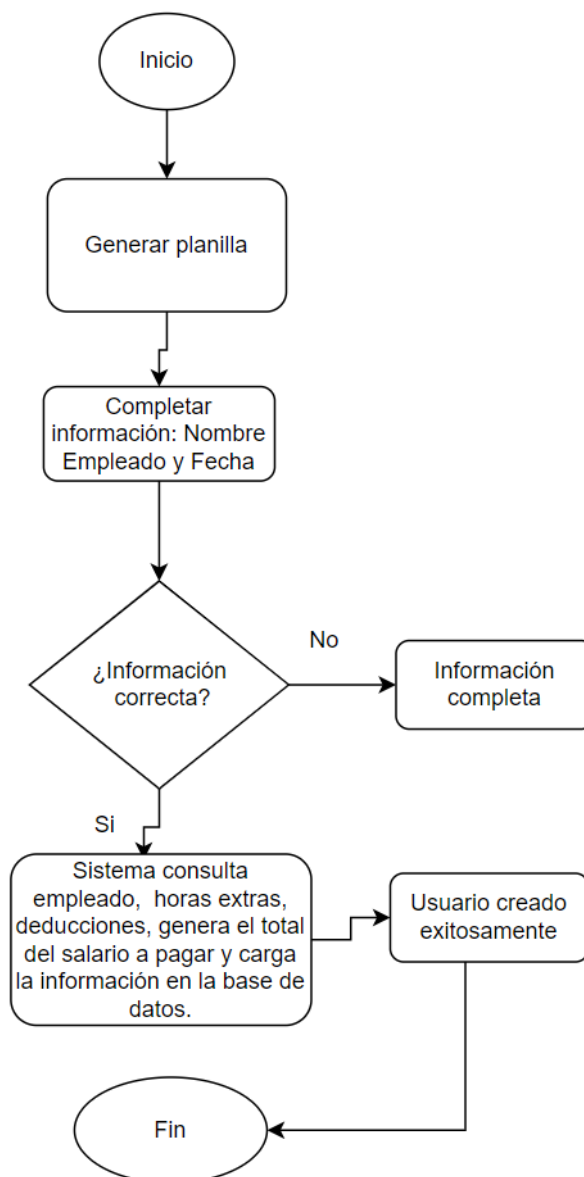 Inicio
Generar planilla
Completar
información: Nombre
Empleado y Fecha
¿Información
correcta?
No
Información
completa
Si
Sistema consulta
empleado, horas extras,
deducciones, genera el total
del salario a pagar y carga
la información en la base de
datos.
Usuario creado
exitosamente
Fin